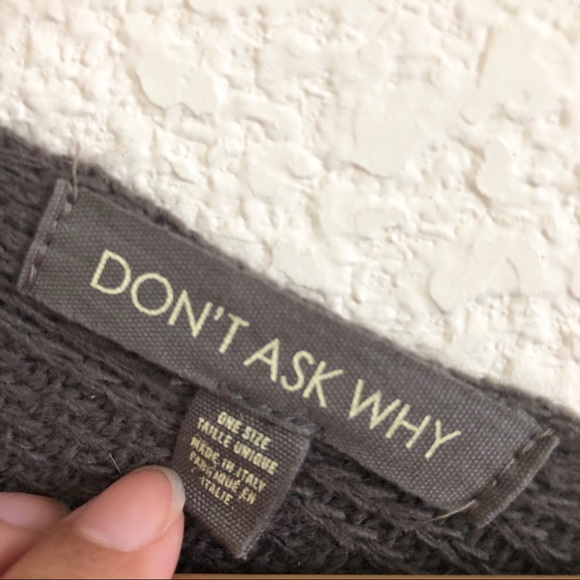 DON'T ASK WHY
ONE SIZE
TAILLE UNIQUE
MADE IN ITALY
FABRIQUÉ EN
ITALIE